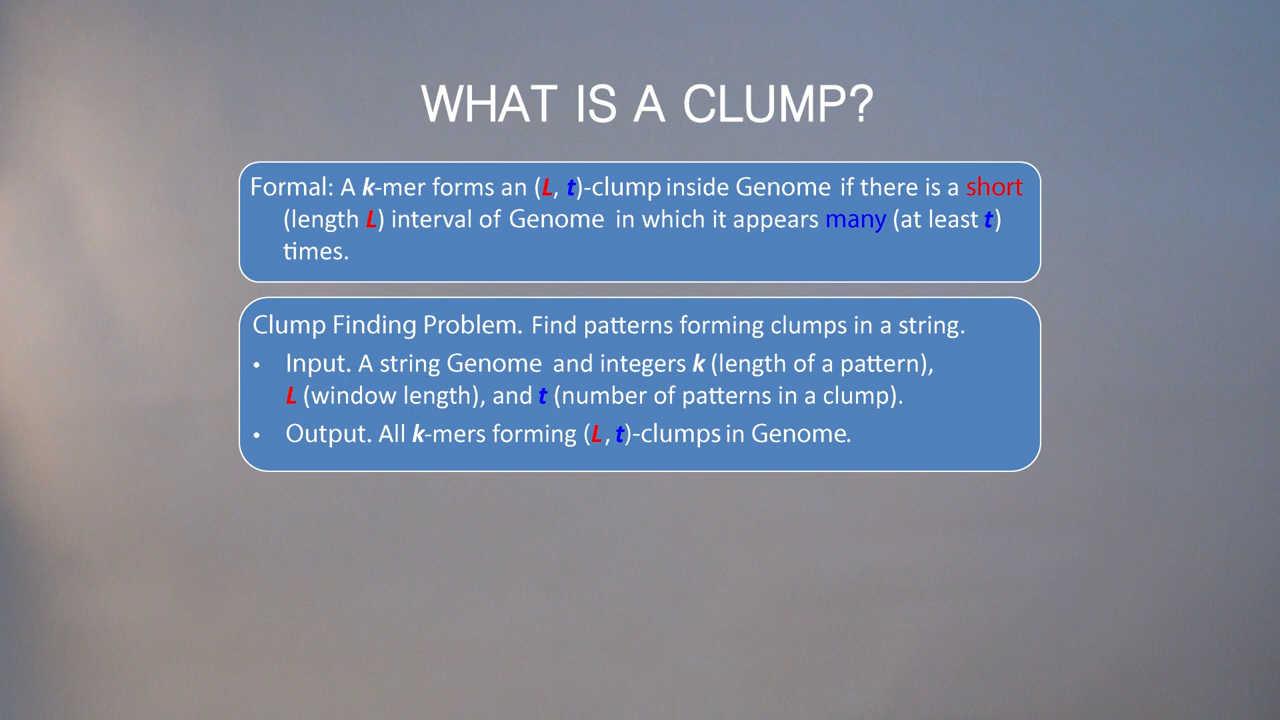 WHAT IS A CLUMP?
Formal: A k-mer forms an (L, t)-clump inside Genome if there is a short
(length L) interval of Genome in which it appears many (at least t)
times.
Clump Finding Problem. Find patterns forming clumps in a string.
• Input. A string Genome and integers k (length of a pattern),
L (window length), and t (number of patterns in a clump).
• Output. All k-mers forming (L, t)-clumps in Genome.